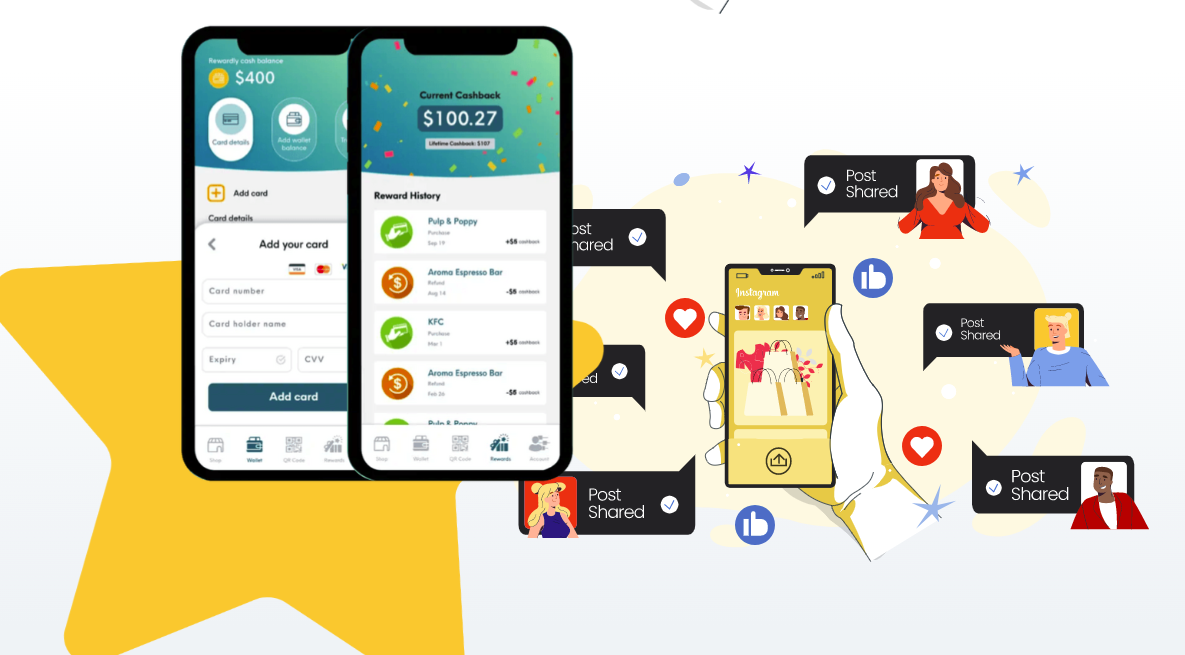 Rewardly cash balance
$400
Card details
Add wallet
balance
Add card
Card details
Add your card
VISA
Card number
Card holder name
Expiry
CVV
Add card
Shop
Wallet
QR Code
Rewards
Current Cashback
$100.27
Lifetime Cashback: $107
Reward History
Pulp & Poppy
Purchase
Sep 19
+$8 cashback
Aroma Espresso Bar
Refund
Aug 14
-$8 cashback
KFC
Purchase
Mar 1
+$8 cashback
Aroma Espresso Bar
Refund
Feb 26
-$8 cashback
Pulp & Poppy
Shop
Wallet
QR Code
Rewards
Account
ost
hared
ed
Post
Shared
Instagram
Post
Shared
Post
Shared
Post
Shared